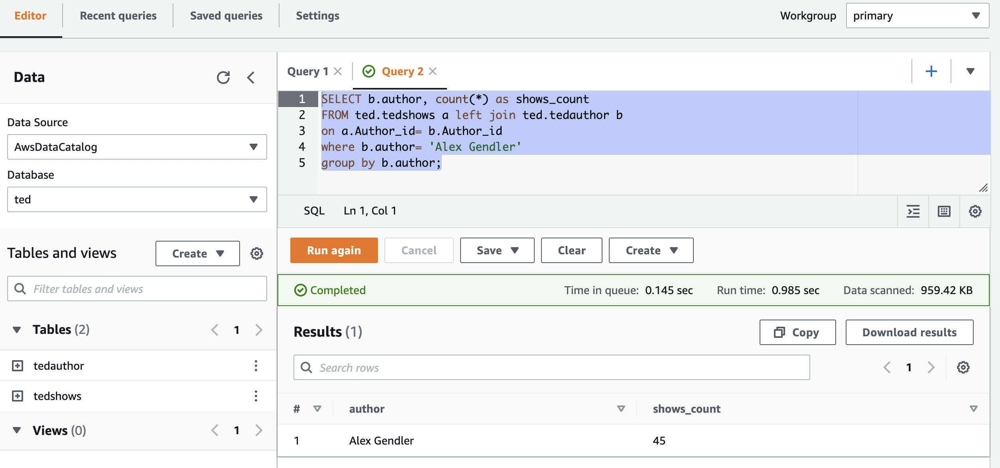 Editor Recent queries Saved queries Settings Workgroup primary
Data
Data Source
AwsDataCatalog
Database
ted
Tables and views Create
Filter tables and views
Tables (2) 1
tedauthor
tedshows
Views (0) 1
Query 1 Query 2
1 SELECT b.author, count(*) as shows_count
2 FROM ted.tedshows a left join ted.tedauthor b
3 on a.Author_id= b.Author_id
4 where b.author= 'Alex Gendler'
5 group by b.author;
SQL Ln 1, Col 1
Run again Cancel Save Clear Create
Completed Time in queue: 0.145 sec Run time: 0.985 sec Data scanned: 959.42 KB
Results (1) Copy Download results
Search rows 1
# author shows_count
1 Alex Gendler 45